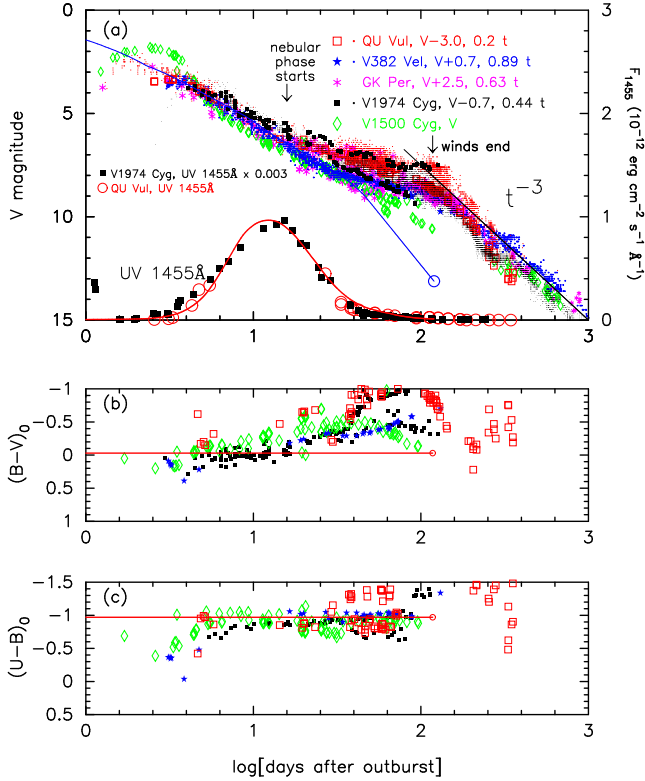 (a)
QU Vul, V−3.0, 0.2 t
V382 Vel, V+0.7, 0.89 t
GK Per, V+2.5, 0.63 t
V1974 Cyg, V−0.7, 0.44 t
V1500 Cyg, V
nebular
phase
starts
winds end
V1974 Cyg, UV 1455Å x 0.003
QU Vul, UV 1455Å
t⁻³
UV 1455Å
V magnitude
0
5
10
15
F₁₄₅₅ (10⁻¹² erg cm⁻² s⁻¹ Å⁻¹)
3
2
1
0
0
1
2
3
(b)
(B−V)₀
−1
−0.5
0
0.5
1
0
1
2
3
(c)
(U−B)₀
−1.5
−1
−0.5
0
0.5
0
1
2
3
log[days after outburst]